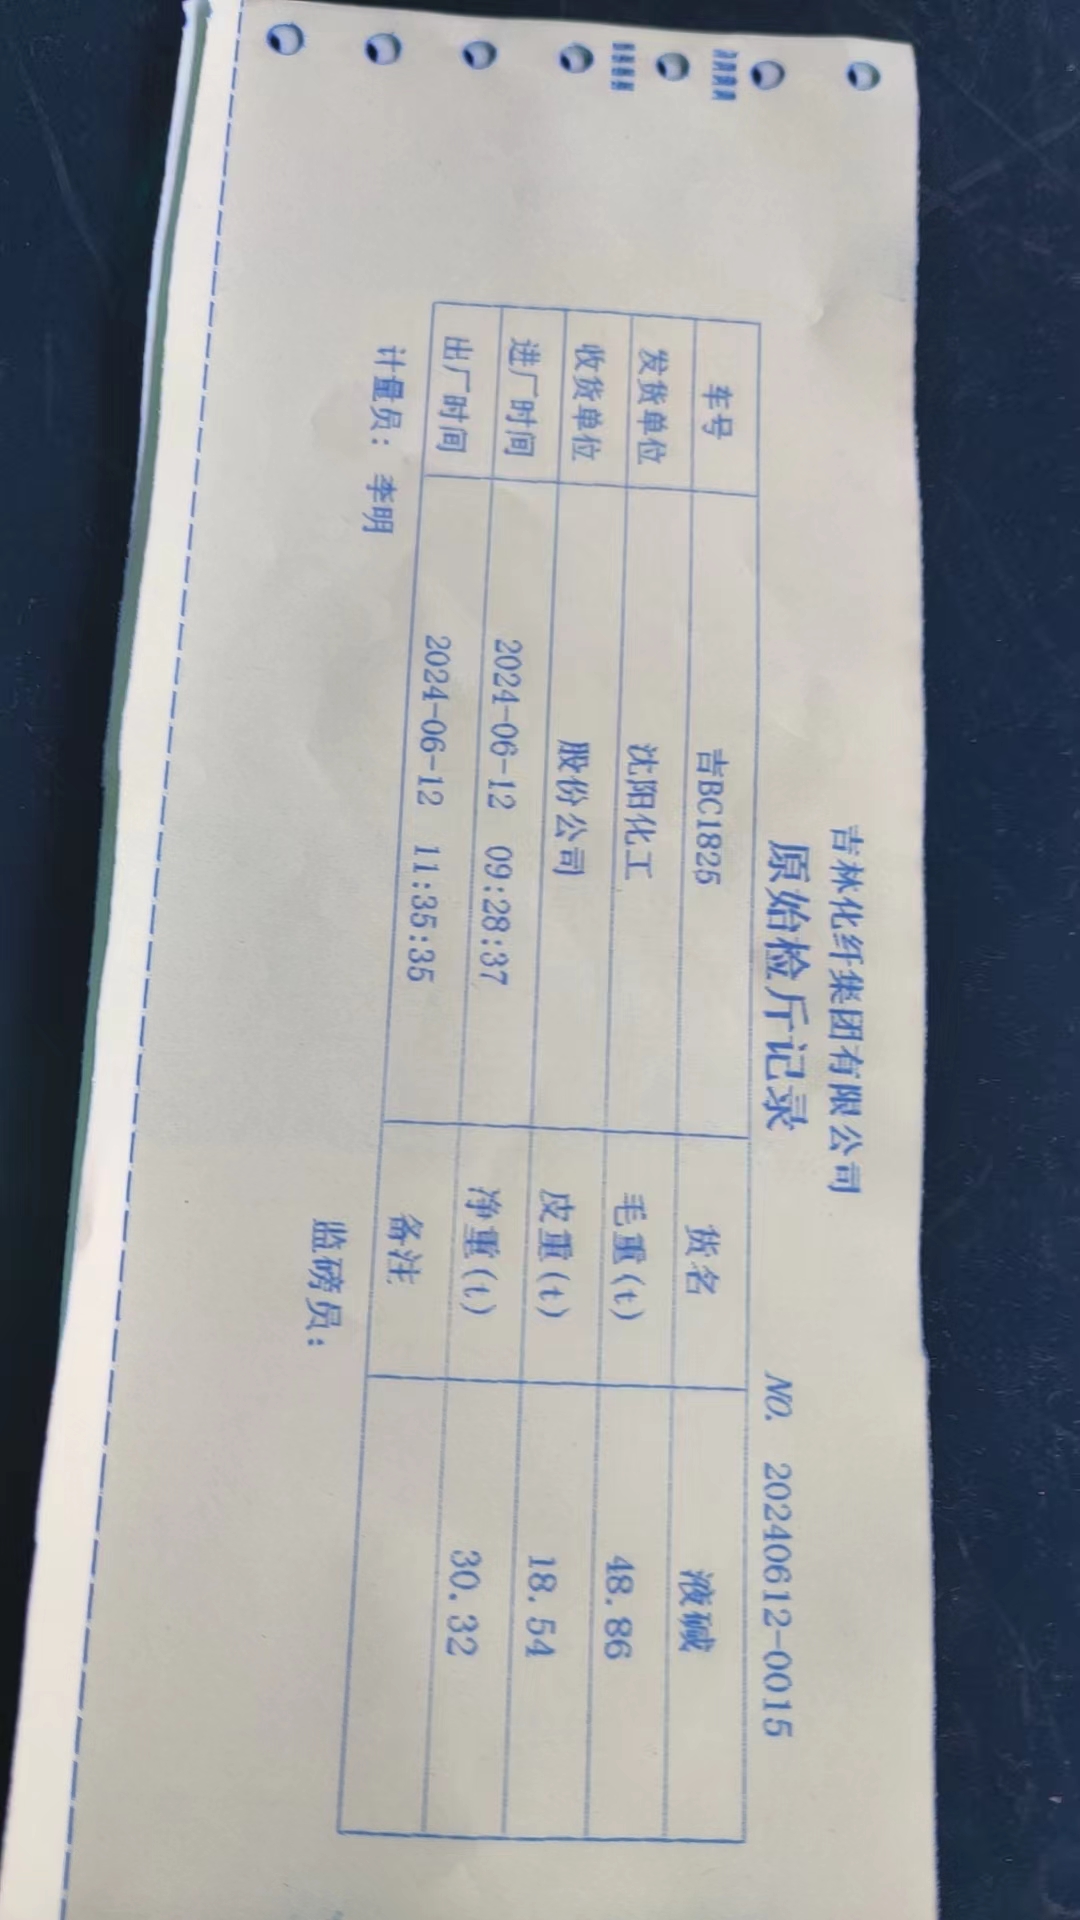 吉林化纤集团有限公司
原始检斤记录
NO. 20240612-0015
车号 吉BC1825 货名 液碱
发货单位 沈阳化工 毛重(t) 48.86
收货单位 股份公司 皮重(t) 18.54
进厂时间 2024-06-12 09:28:37 净重(t) 30.32
出厂时间 2024-06-12 11:35:35 备注
计量员：李明 监磅员：